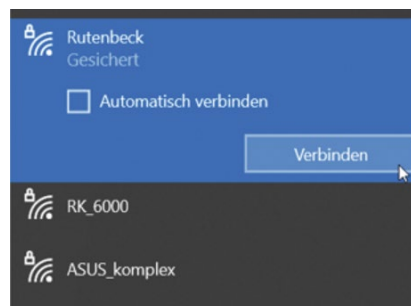 Rutenbeck
Gesichert
Automatisch verbinden
Verbinden
RK_6000
ASUS_komplex